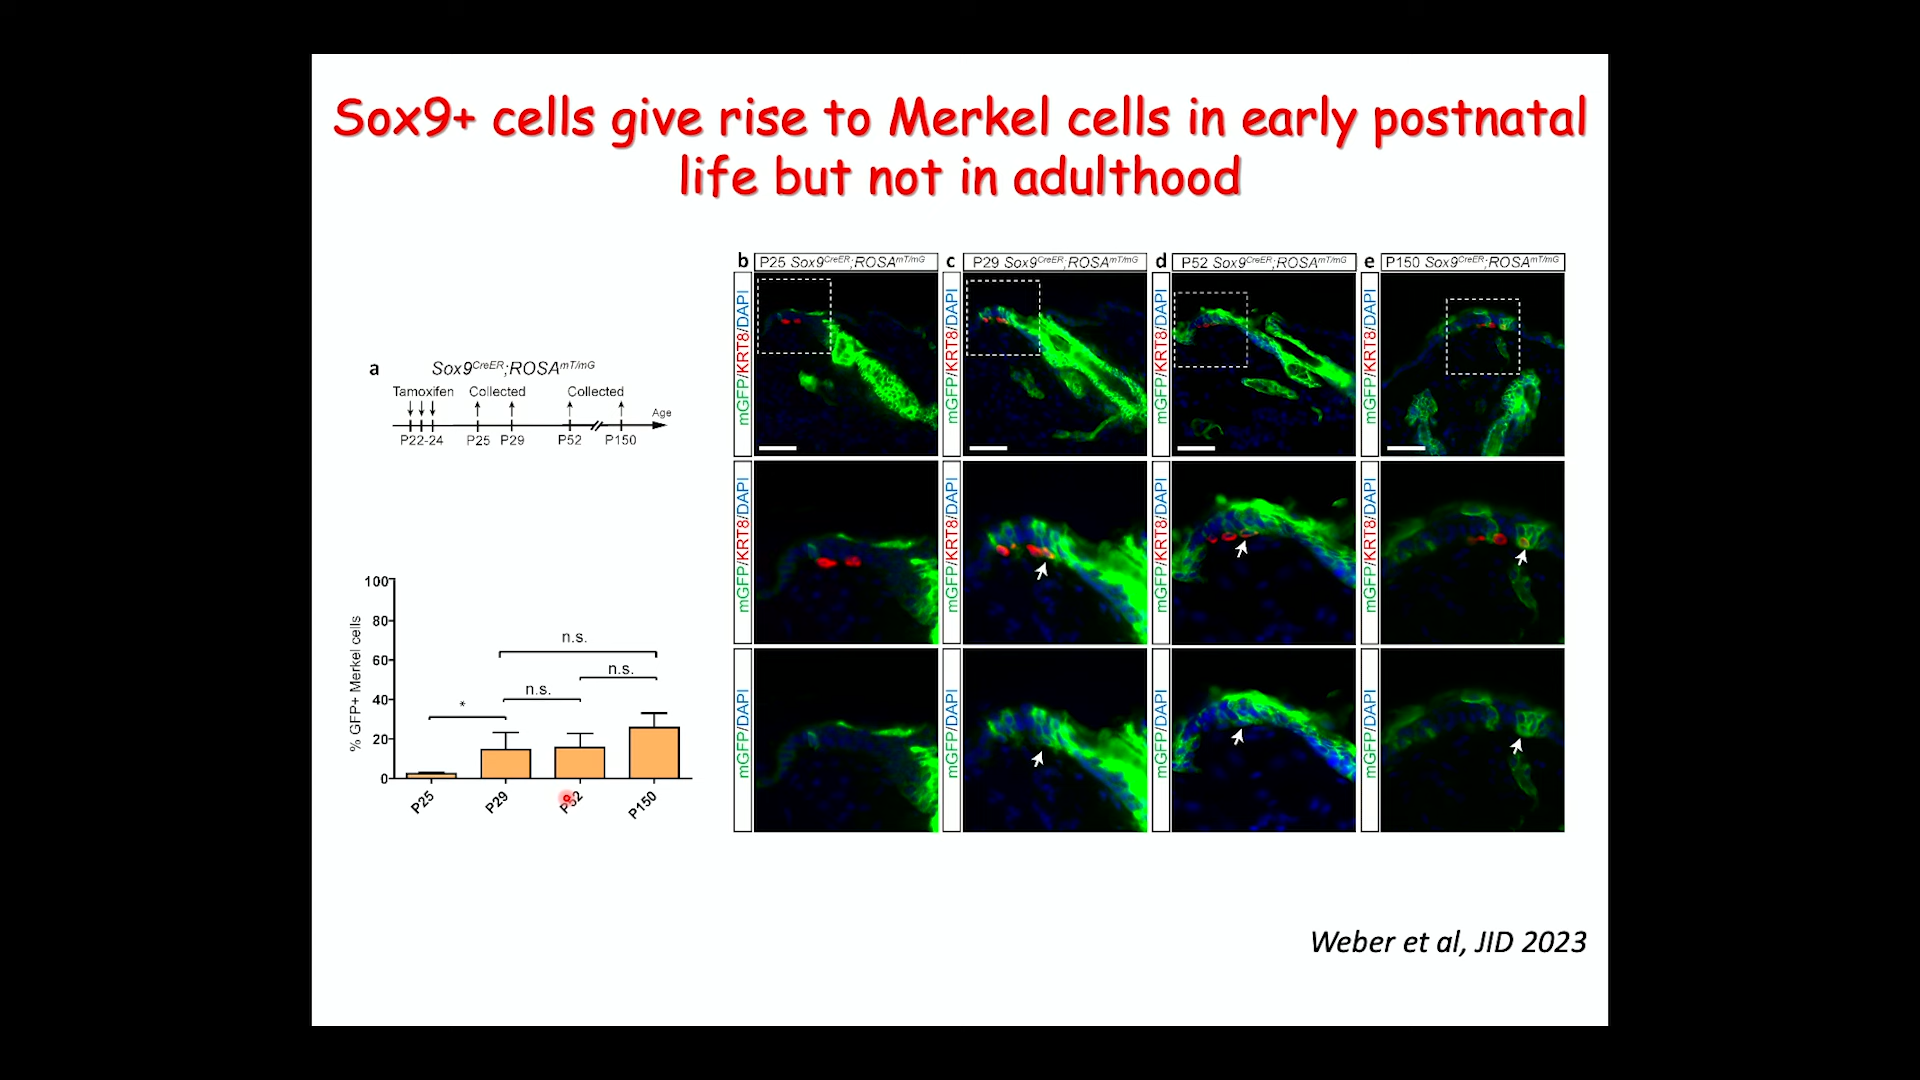 Sox9+ cells give rise to Merkel cells in early postnatal
life but not in adulthood
a
Sox9CreER;ROSAmT/mG
Tamoxifen
Collected
Collected
Age
P22-24
P25
P29
P52
P150
% GFP+ Merkel cells
100
80
60
40
20
0
*
n.s.
n.s.
n.s.
P25
P29
P52
P150
b
P25 Sox9CreER;ROSAmT/mG
c
P29 Sox9CreER;ROSAmT/mG
d
P52 Sox9CreER;ROSAmT/mG
e
P150 Sox9CreER;ROSAmT/mG
mGFP/KRT8/DAPI
mGFP/KRT8/DAPI
mGFP/KRT8/DAPI
mGFP/KRT8/DAPI
mGFP/KRT8/DAPI
mGFP/KRT8/DAPI
mGFP/KRT8/DAPI
mGFP/KRT8/DAPI
mGFP/DAPI
mGFP/DAPI
mGFP/DAPI
mGFP/DAPI
Weber et al, JID 2023